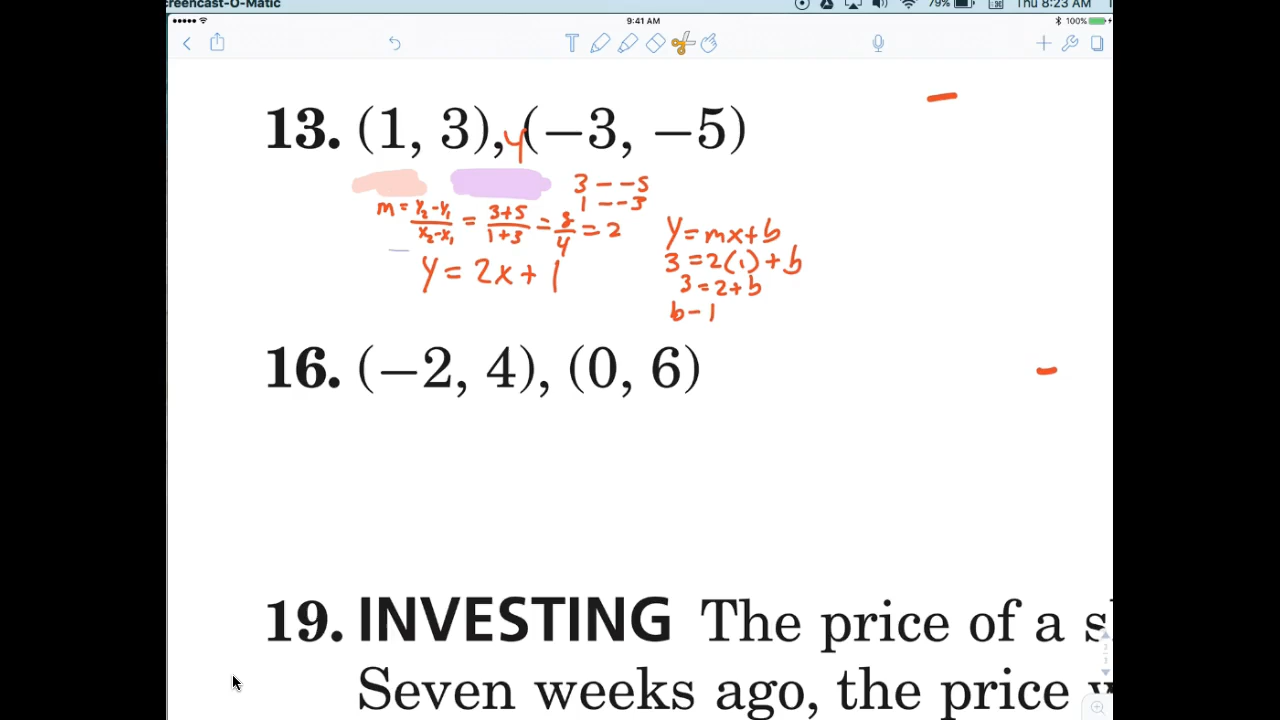 creencast-O-Matic 79% Thu 8:23 AM
9:41 AM 100%
T
13. (1, 3), (−3, −5)
y
3 - -5
1 - -3
m = y₂-y₁/x₂-x₁ = 3+5/1+3 = 8/4 = 2
y = mx+b
y = 2x + 1
3 = 2(1) + b
3 = 2+b
b - 1
16. (−2, 4), (0, 6)
19. INVESTING The price of a s
Seven weeks ago, the price